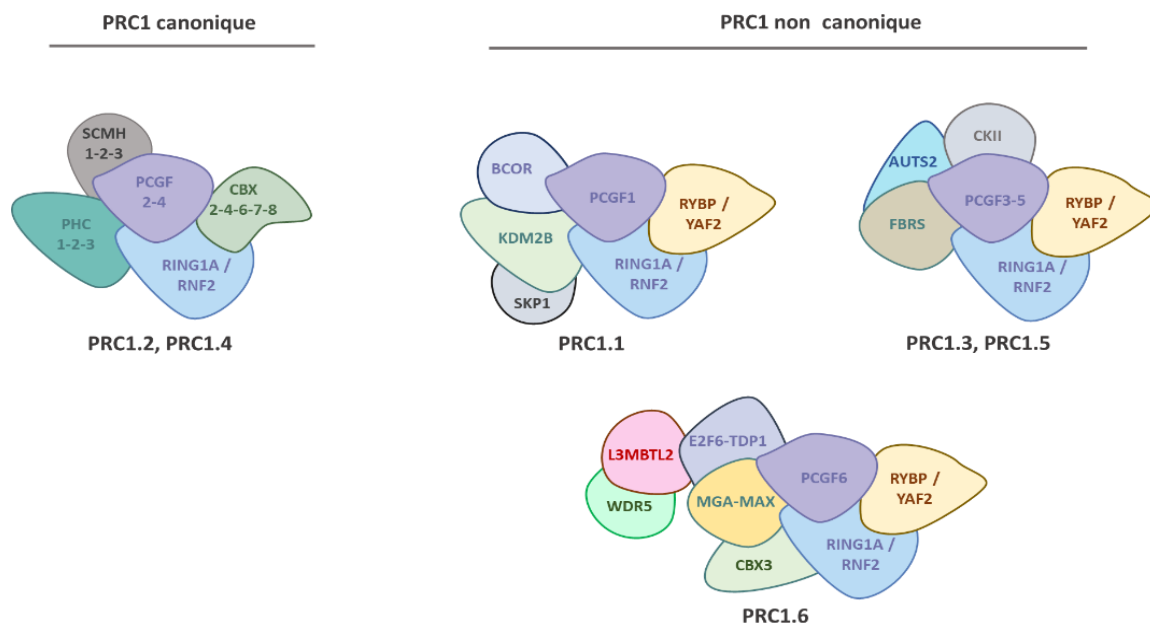 PRC1 canonique
PRC1 non canonique
SCMH
1-2-3
PCGF
2-4
CBX
2-4-6-7-8
PHC
1-2-3
RING1A /
RNF2
PRC1.2, PRC1.4
BCOR
PCGF1
RYBP /
YAF2
KDM2B
RING1A /
RNF2
SKP1
PRC1.1
CKII
AUTS2
PCGF3-5
RYBP /
YAF2
FBRS
RING1A /
RNF2
PRC1.3, PRC1.5
E2F6-TDP1
L3MBTL2
PCGF6
RYBP /
YAF2
WDR5
MGA-MAX
RING1A /
RNF2
CBX3
PRC1.6